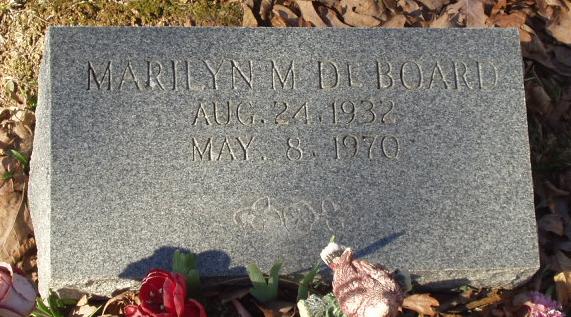 MARILYN M DE BOARD
AUG. 24. 1932
MAY. 8. 1970